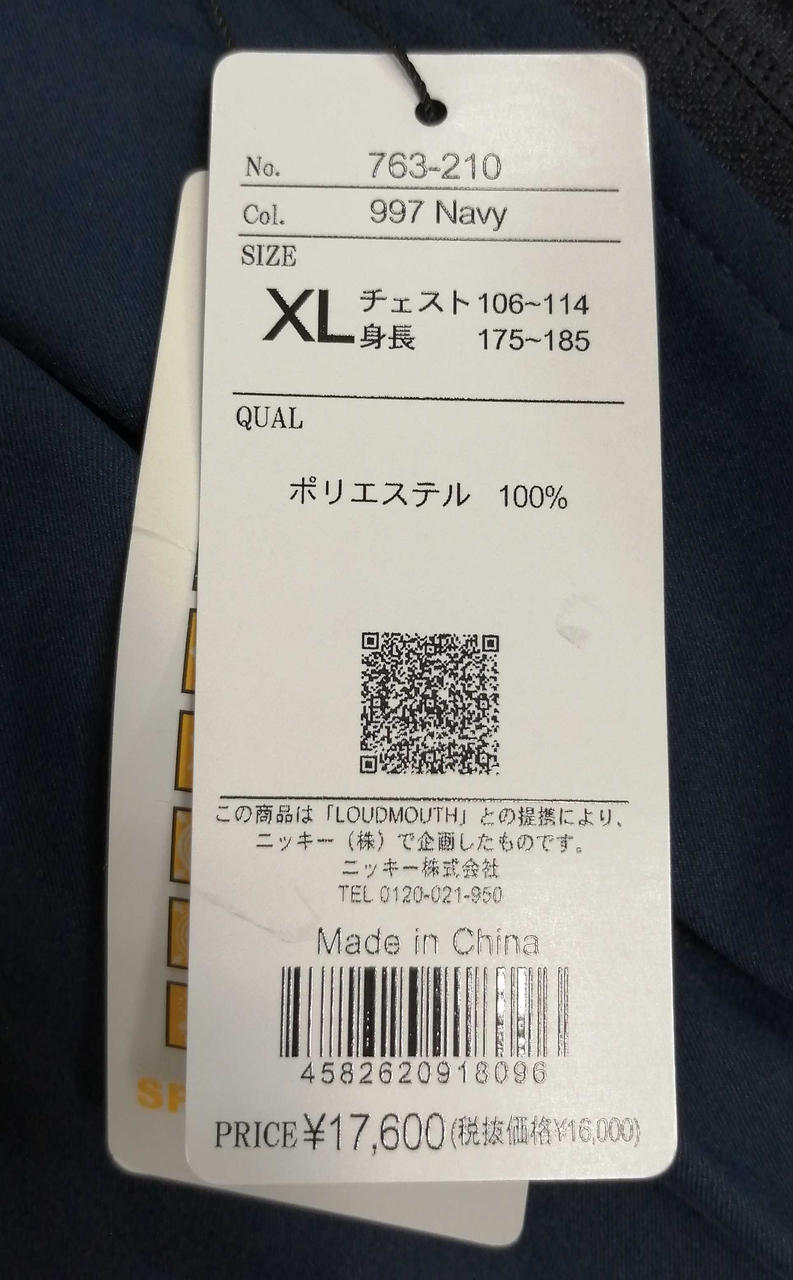 No. 763-210
Col. 997 Navy
SIZE
XL チェスト 106~114
身長 175~185
QUAL
ポリエステル 100%
この商品は「LOUDMOUTH」との提携により、
ニッキー（株）で企画したものです。
ニッキー株式会社
TEL 0120-021-950
Made in China
4582620918096
PRICE ¥17,600(税抜価格¥16,000)
SP